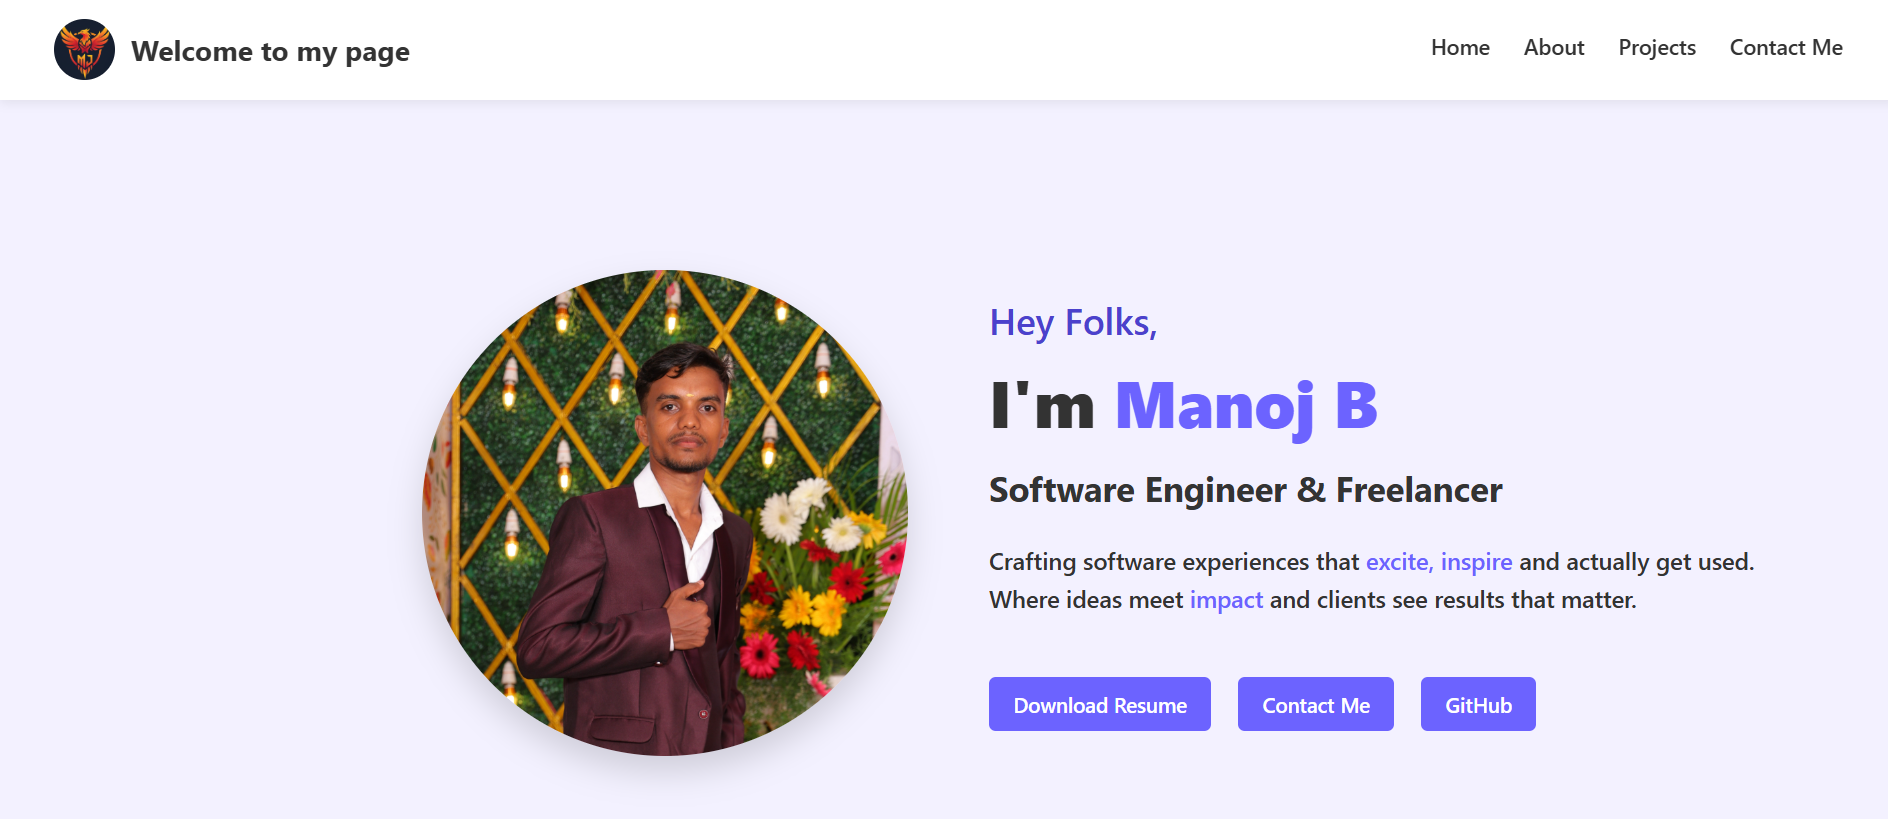 MJ
Welcome to my page
Home About Projects Contact Me
Hey Folks,
I'm Manoj B
Software Engineer & Freelancer
Crafting software experiences that excite, inspire and actually get used.
Where ideas meet impact and clients see results that matter.
Download Resume Contact Me GitHub